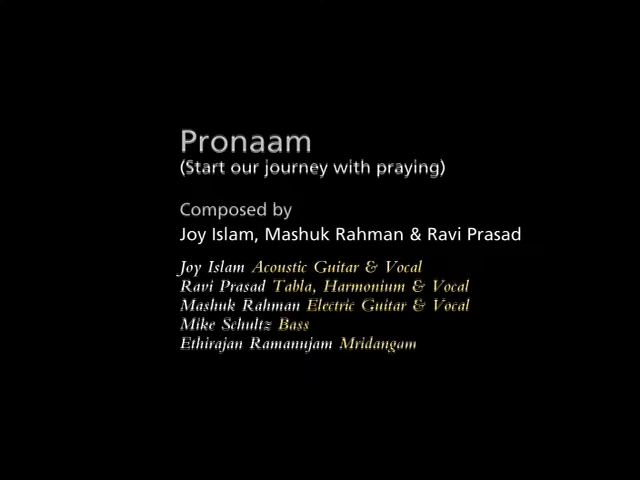 Pronaam
(Start our journey with praying)
Composed by
Joy Islam, Mashuk Rahman & Ravi Prasad
Joy Islam Acoustic Guitar & Vocal
Ravi Prasad Tabla, Harmonium & Vocal
Mashuk Rahman Electric Guitar & Vocal
Mike Schultz Bass
Ethirajan Ramanujam Mridangam